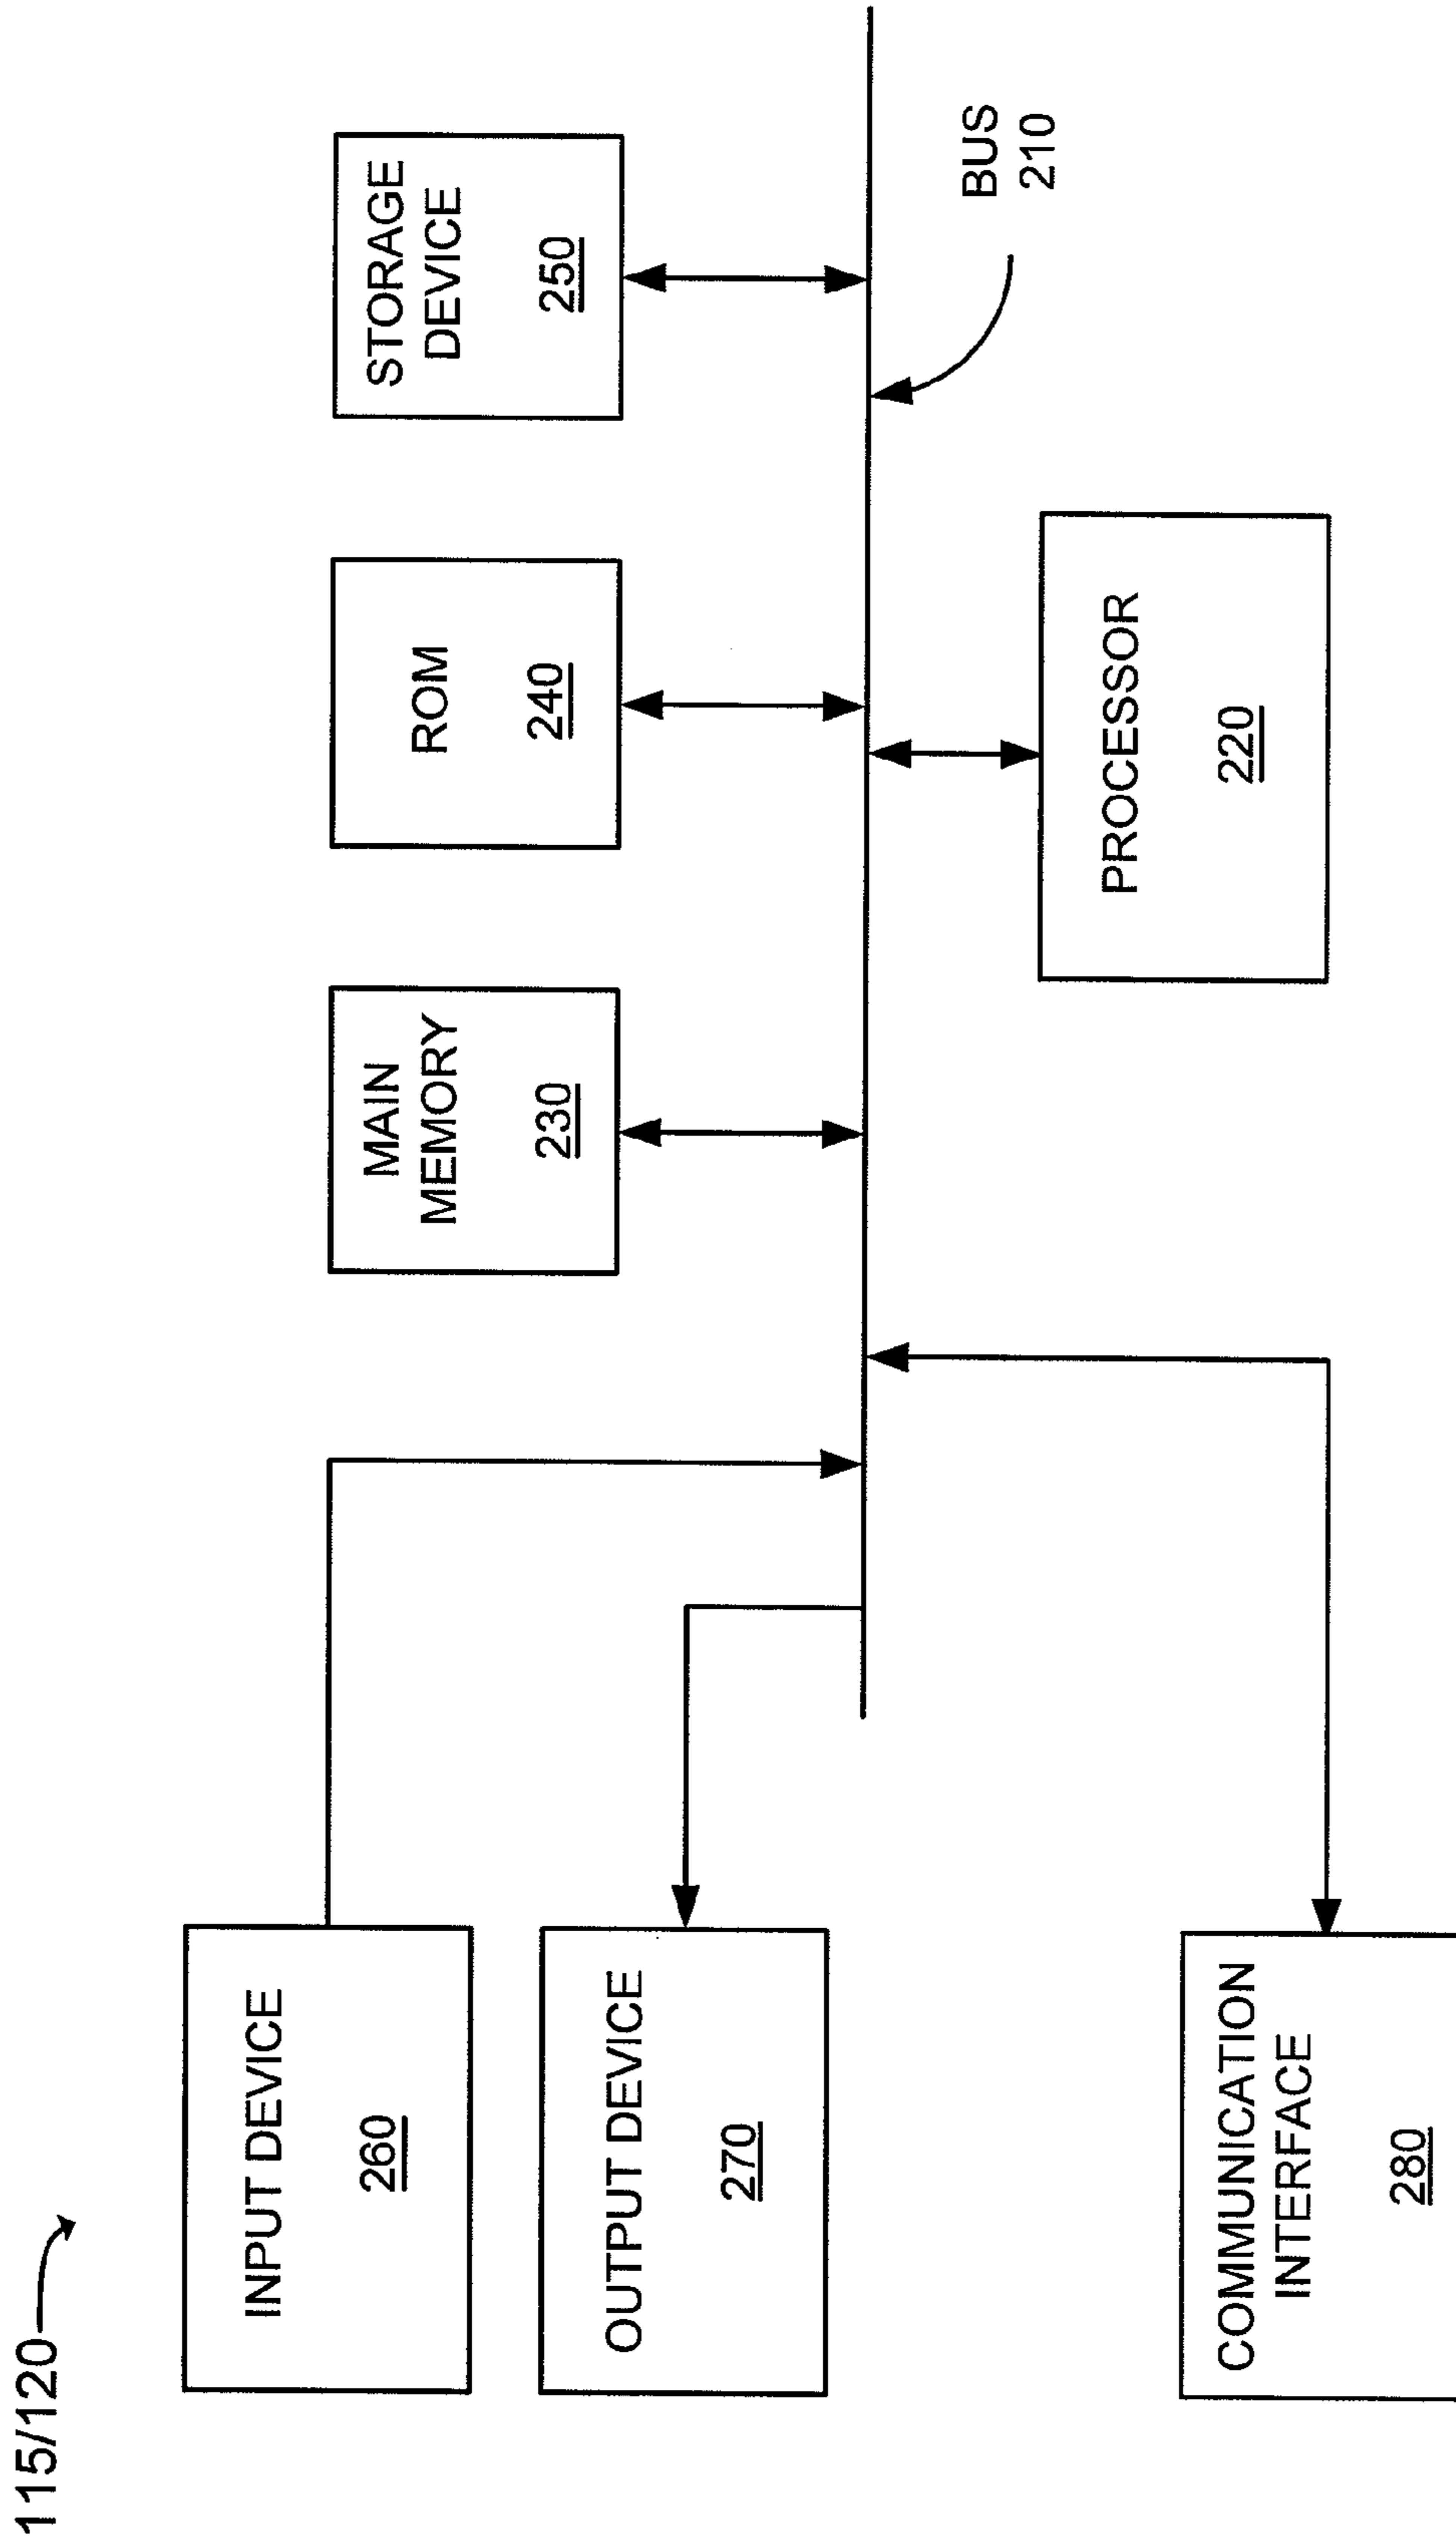 115/120
INPUT DEVICE
260
OUTPUT DEVICE
270
COMMUNICATION
INTERFACE
280
MAIN
MEMORY
230
ROM
240
STORAGE
DEVICE
250
PROCESSOR
220
BUS
210